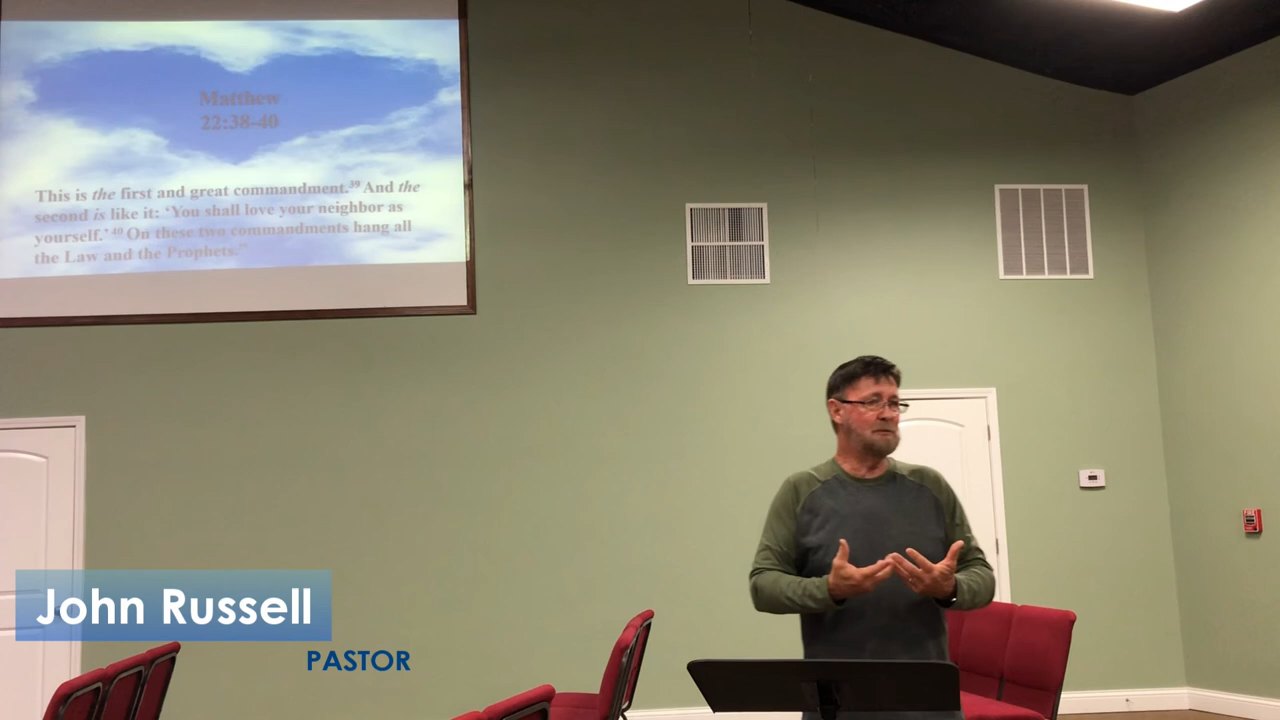 Matthew
22:38-40
This is the first and great commandment.³⁹ And the
second is like it: ‘You shall love your neighbor as
yourself.’ ⁴⁰ On these two commandments hang all
the Law and the Prophets.”
John Russell
PASTOR
FIRE